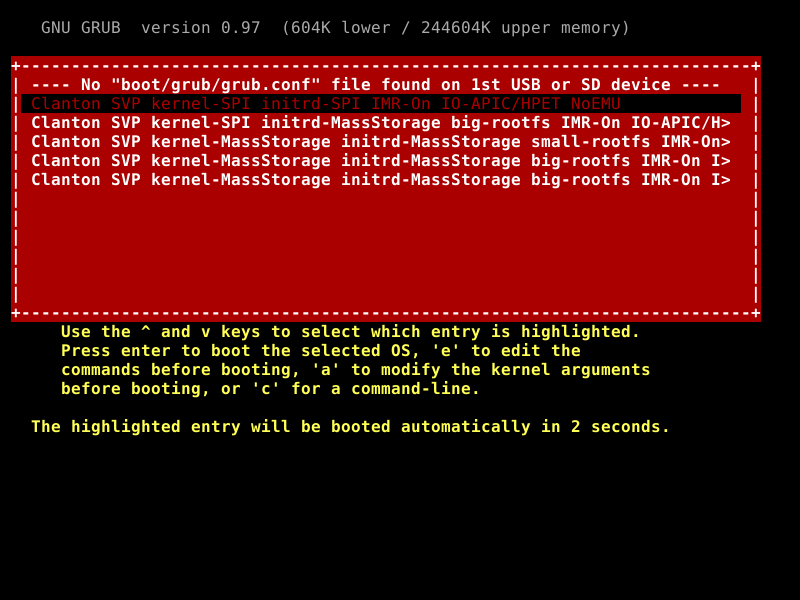 GNU GRUB  version 0.97  (604K lower / 244604K upper memory)
+-------------------------------------------------------------------------+
| ---- No "boot/grub/grub.conf" file found on 1st USB or SD device ----   |
| Clanton SVP kernel-SPI initrd-SPI IMR-On IO-APIC/HPET NoEMU             |
| Clanton SVP kernel-SPI initrd-MassStorage big-rootfs IMR-On IO-APIC/H>  |
| Clanton SVP kernel-MassStorage initrd-MassStorage small-rootfs IMR-On>  |
| Clanton SVP kernel-MassStorage initrd-MassStorage big-rootfs IMR-On I>  |
| Clanton SVP kernel-MassStorage initrd-MassStorage big-rootfs IMR-On I>  |
|                                                                         |
|                                                                         |
|                                                                         |
|                                                                         |
|                                                                         |
|                                                                         |
+-------------------------------------------------------------------------+
Use the ^ and v keys to select which entry is highlighted.
Press enter to boot the selected OS, 'e' to edit the
commands before booting, 'a' to modify the kernel arguments
before booting, or 'c' for a command-line.
The highlighted entry will be booted automatically in 2 seconds.